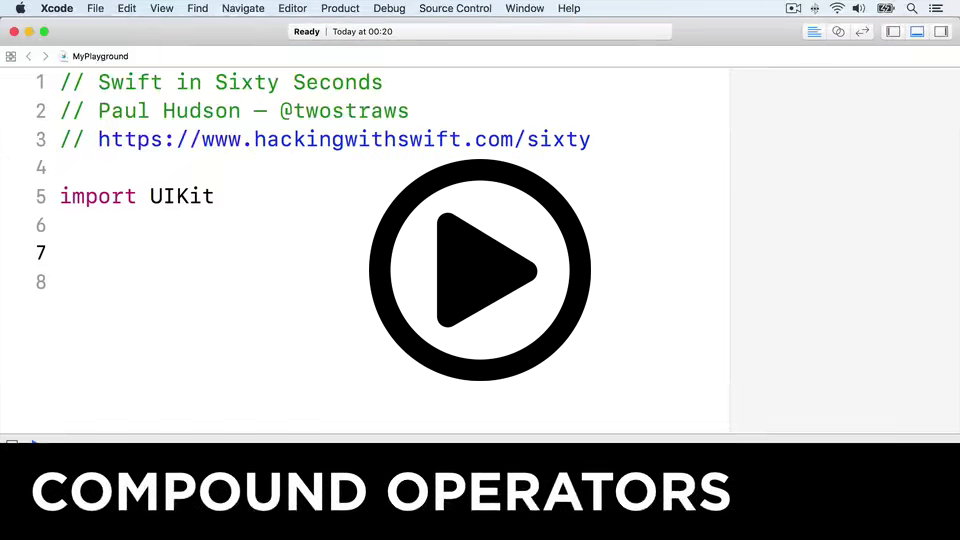 Xcode File Edit View Find Navigate Editor Product Debug Source Control Window Help
Ready | Today at 00:20
MyPlayground
1 // Swift in Sixty Seconds
2 // Paul Hudson — @twostraws
3 // https://www.hackingwithswift.com/sixty
4
5 import UIKit
6
7
8
COMPOUND OPERATORS